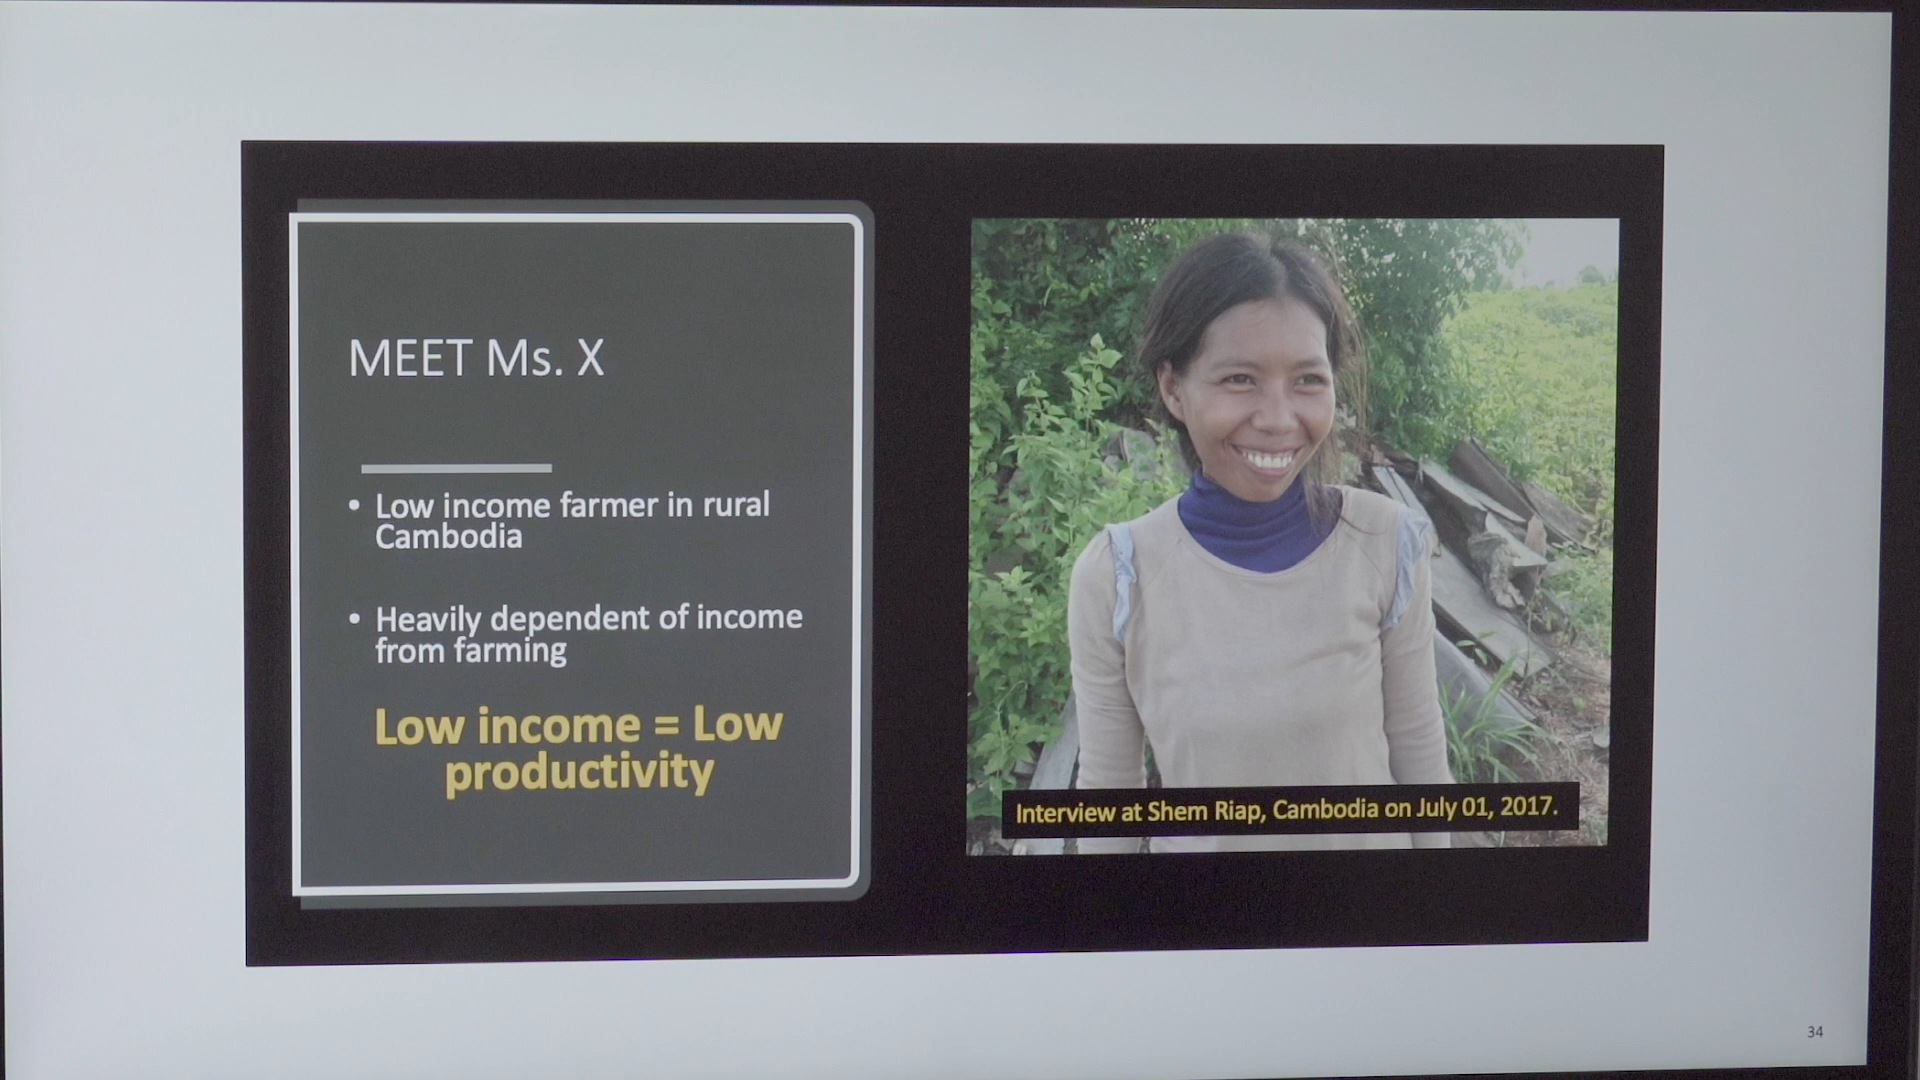 MEET Ms. X
• Low income farmer in rural
Cambodia
• Heavily dependent of income
from farming
Low income = Low
productivity
Interview at Shem Riap, Cambodia on July 01, 2017.
34